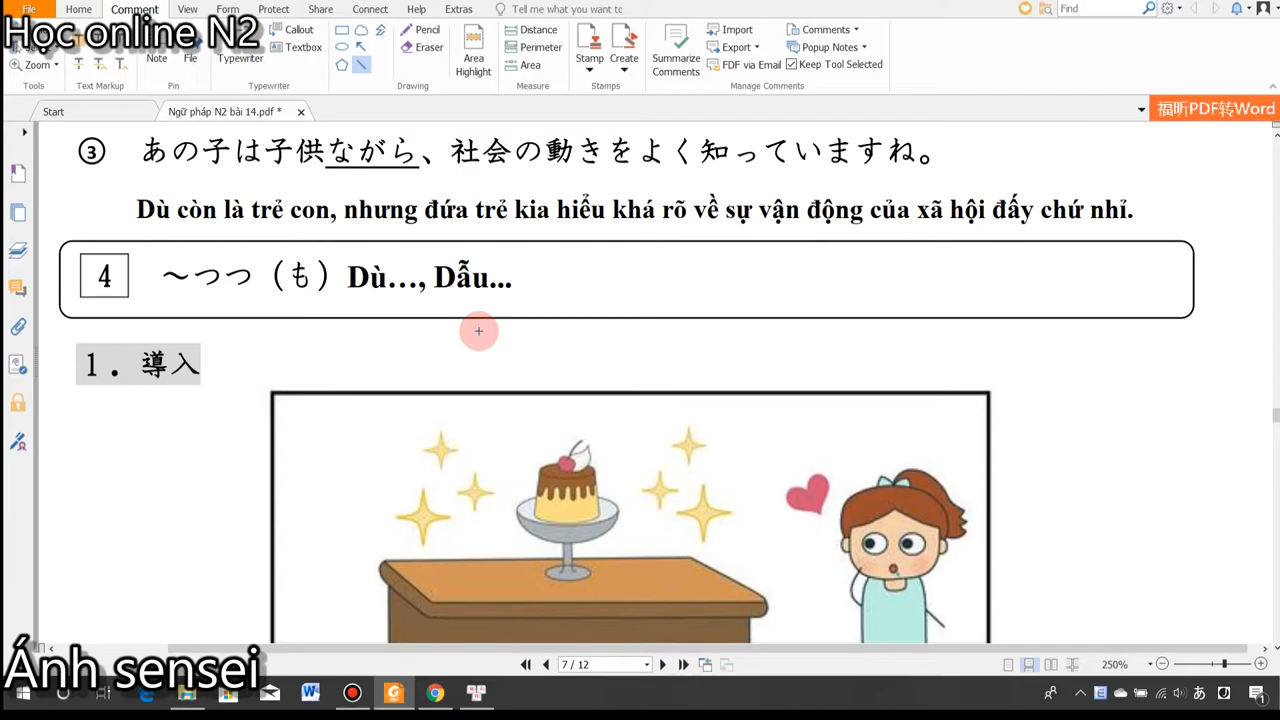 File Home Comment View Form Protect Share Connect Help Extras Tell me what you want to Find
Học online N2
Zoom Note File Typewriter Callout Textbox Pencil Eraser Area Highlight Distance Perimeter Area Stamp Create Summarize Comments Import Export FDF via Email Comments Popup Notes Keep Tool Selected
Tools Text Markup Pin Typewriter Drawing Measure Stamps Manage Comments
Start Ngữ pháp N2 bài 14.pdf * 福昕PDF转Word
③ あの子は子供ながら、社会の動きをよく知っていますね。
Dù còn là trẻ con, nhưng đứa trẻ kia hiểu khá rõ về sự vận động của xã hội đấy chứ nhỉ.
4 ～つつ（も）Dù…, Dẫu...
1．導入
Ánh sensei
7 / 12 250%
あ